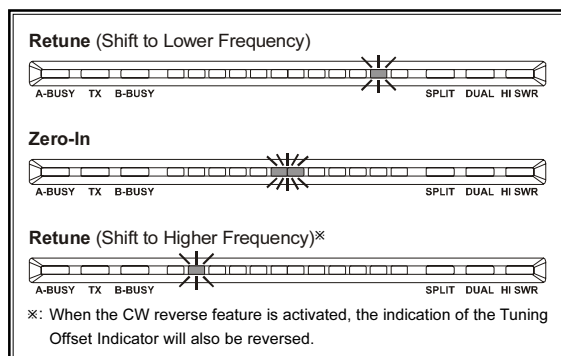 Retune (Shift to Lower Frequency)
A-BUSY TX B-BUSY SPLIT DUAL HI SWR
Zero-In
A-BUSY TX B-BUSY SPLIT DUAL HI SWR
Retune (Shift to Higher Frequency)※
A-BUSY TX B-BUSY SPLIT DUAL HI SWR
※: When the CW reverse feature is activated, the indication of the Tuning
Offset Indicator will also be reversed.